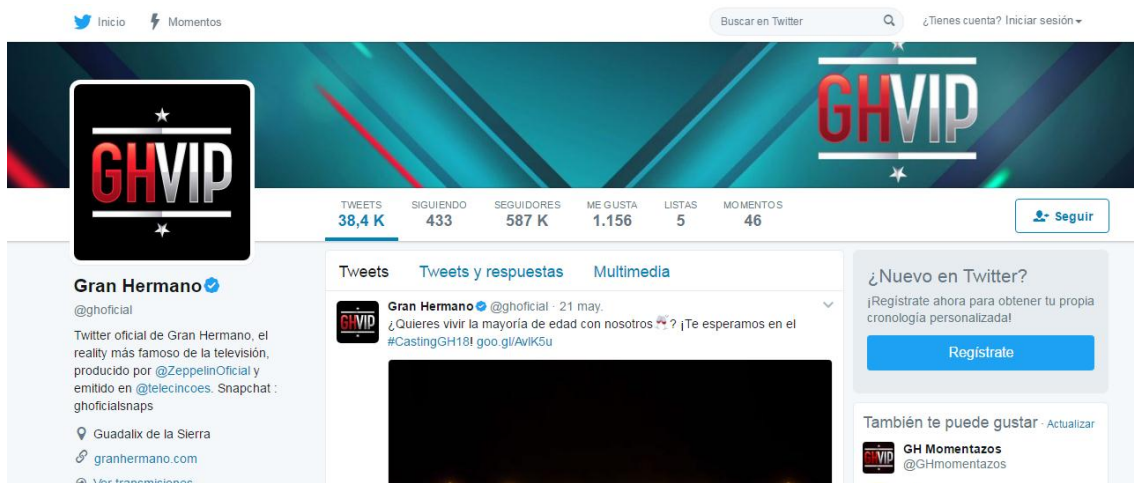 Inicio
Momentos
Buscar en Twitter
¿Tienes cuenta? Iniciar sesión
GHVIP
GHVIP
TWEETS
38,4 K
SIGUIENDO
433
SEGUIDORES
587 K
ME GUSTA
1.156
LISTAS
5
MOMENTOS
46
Seguir
Gran Hermano
@ghoficial
Twitter oficial de Gran Hermano, el
reality más famoso de la televisión,
producido por @ZeppelinOficial y
emitido en @telecincoes. Snapchat :
ghoficialsnaps
Guadalix de la Sierra
granhermano.com
Ver transmisiones
Tweets
Tweets y respuestas
Multimedia
GHVIP
Gran Hermano @ghoficial · 21 may.
¿Quieres vivir la mayoría de edad con nosotros ? ¡Te esperamos en el
#CastingGH18! goo.gl/AvlK5u
¿Nuevo en Twitter?
¡Regístrate ahora para obtener tu propia
cronología personalizada!
Regístrate
También te puede gustar · Actualizar
GHVIP
GH Momentazos
@GHmomentazos